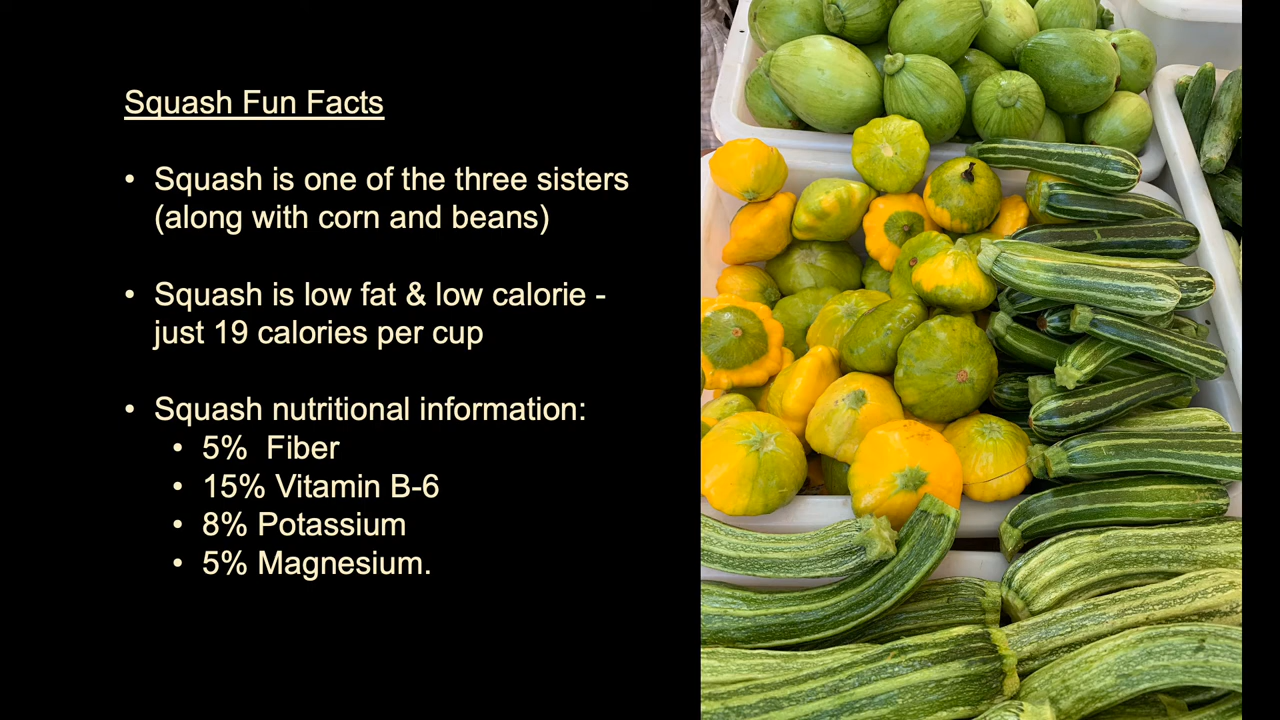 Squash Fun Facts
• Squash is one of the three sisters
(along with corn and beans)
• Squash is low fat & low calorie -
just 19 calories per cup
• Squash nutritional information:
• 5%  Fiber
• 15% Vitamin B-6
• 8% Potassium
• 5% Magnesium.